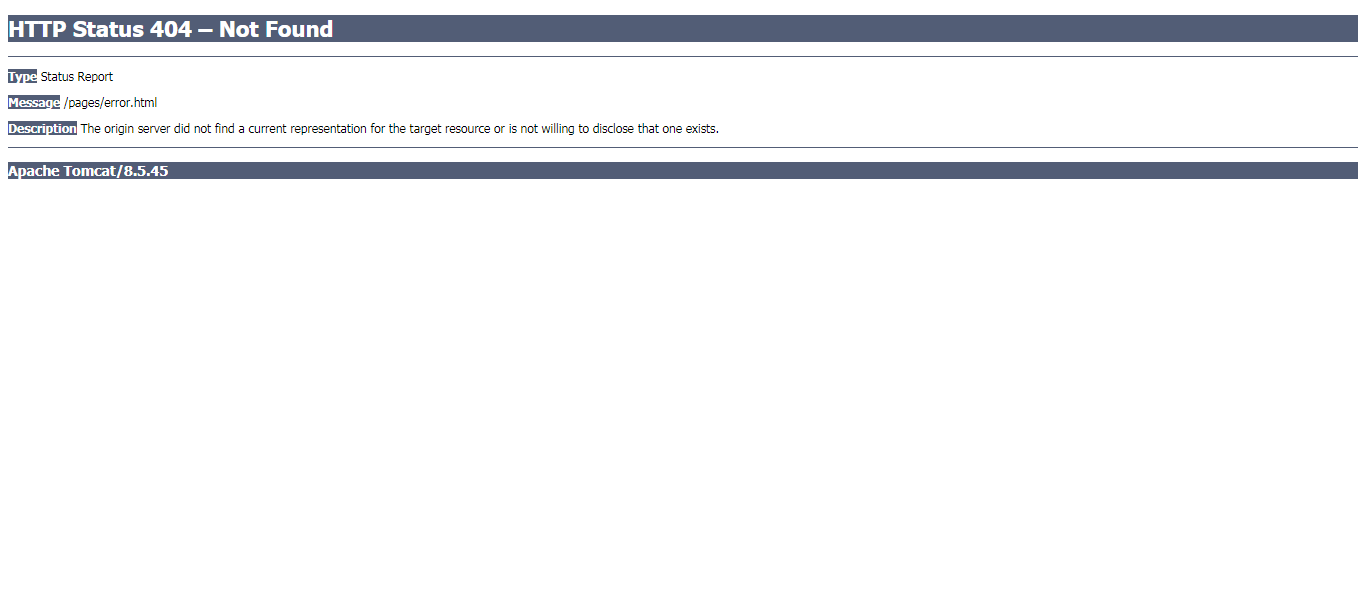 HTTP Status 404 – Not Found
Type Status Report
Message /pages/error.html
Description The origin server did not find a current representation for the target resource or is not willing to disclose that one exists.
Apache Tomcat/8.5.45